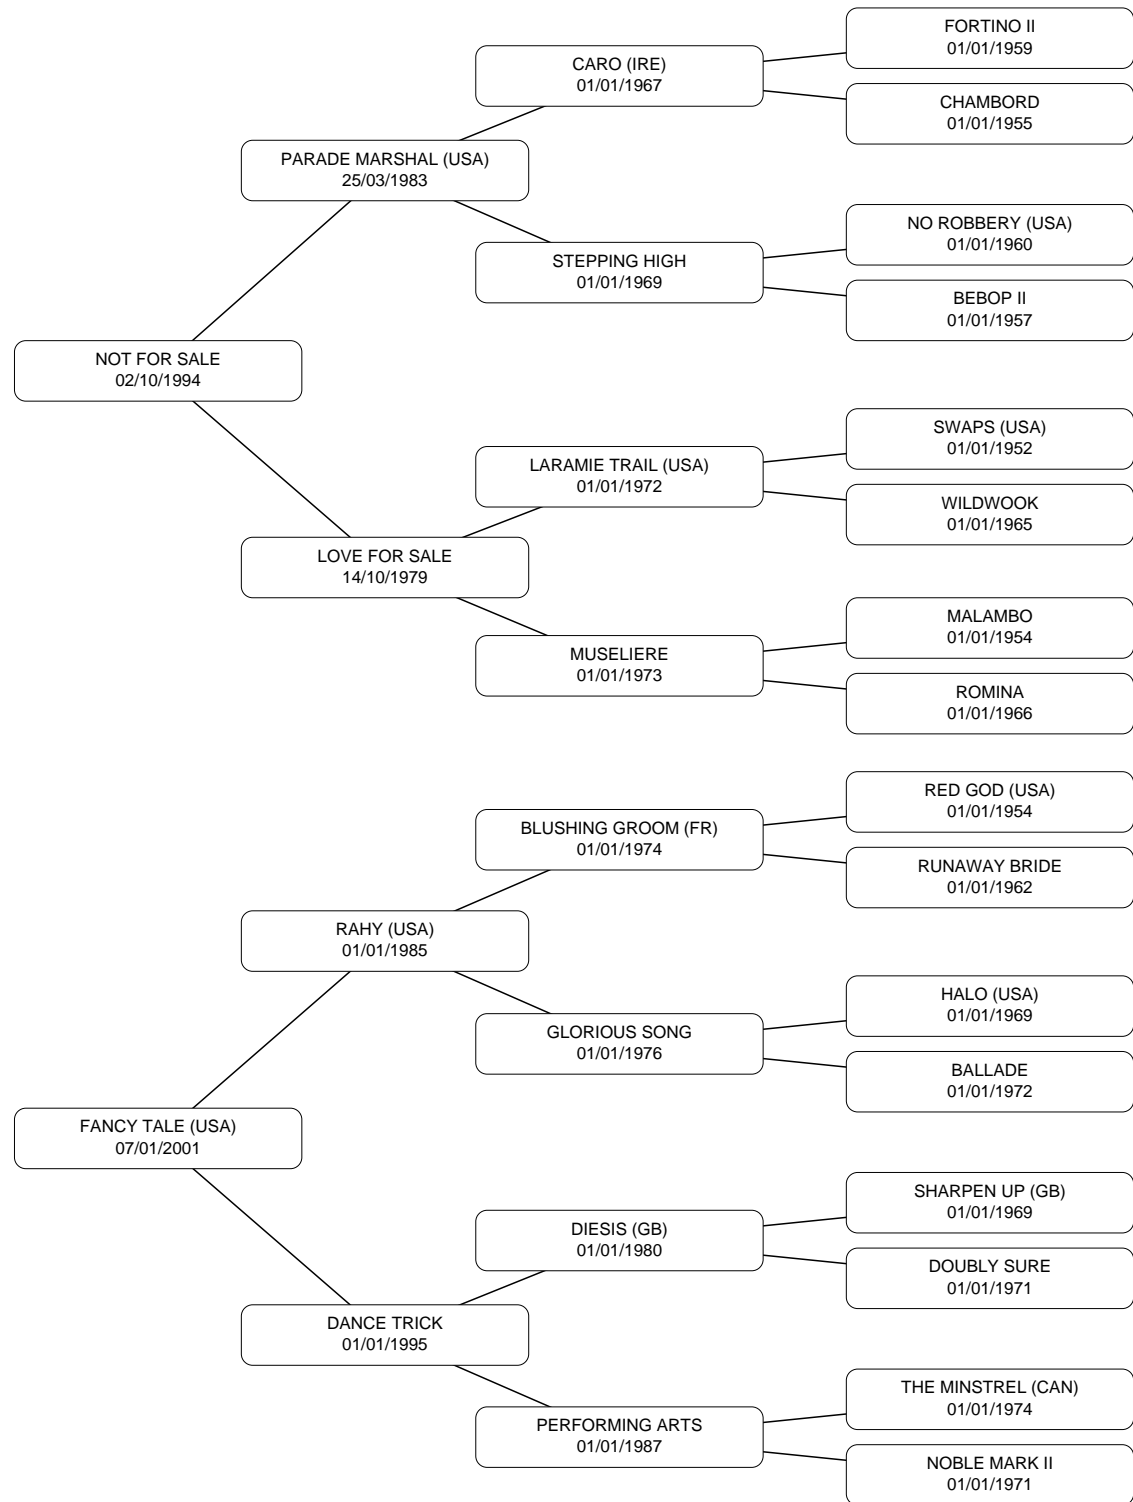 FORTINO II
01/01/1959
CARO (IRE)
01/01/1967
CHAMBORD
01/01/1955
PARADE MARSHAL (USA)
25/03/1983
NO ROBBERY (USA)
01/01/1960
STEPPING HIGH
01/01/1969
BEBOP II
01/01/1957
NOT FOR SALE
02/10/1994
SWAPS (USA)
01/01/1952
LARAMIE TRAIL (USA)
01/01/1972
WILDWOOK
01/01/1965
LOVE FOR SALE
14/10/1979
MALAMBO
01/01/1954
MUSELIERE
01/01/1973
ROMINA
01/01/1966
RED GOD (USA)
01/01/1954
BLUSHING GROOM (FR)
01/01/1974
RUNAWAY BRIDE
01/01/1962
RAHY (USA)
01/01/1985
HALO (USA)
01/01/1969
GLORIOUS SONG
01/01/1976
BALLADE
01/01/1972
FANCY TALE (USA)
07/01/2001
SHARPEN UP (GB)
01/01/1969
DIESIS (GB)
01/01/1980
DOUBLY SURE
01/01/1971
DANCE TRICK
01/01/1995
THE MINSTREL (CAN)
01/01/1974
PERFORMING ARTS
01/01/1987
NOBLE MARK II
01/01/1971